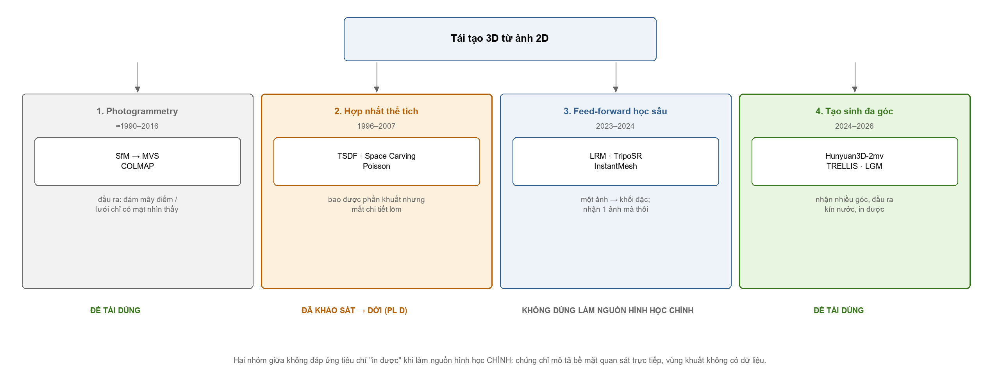 Tái tạo 3D từ ảnh 2D
1. Photogrammetry
≈1990–2016
SfM → MVS
COLMAP
đầu ra: đám mây điểm /
lưới chỉ có mặt nhìn thấy
ĐỀ TÀI DÙNG
2. Hợp nhất thể tích
1996–2007
TSDF · Space Carving
Poisson
bao được phần khuất nhưng
mất chi tiết lõm
ĐÃ KHẢO SÁT → DỜI (PL D)
3. Feed-forward học sâu
2023–2024
LRM · TripoSR
InstantMesh
một ảnh → khối đặc;
nhận 1 ảnh mà thôi
KHÔNG DÙNG LÀM NGUỒN HÌNH HỌC CHÍNH
4. Tạo sinh đa góc
2024–2026
Hunyuan3D-2mv
TRELLIS · LGM
nhận nhiều góc, đầu ra
kín nước, in được
ĐỀ TÀI DÙNG
Hai nhóm giữa không đáp ứng tiêu chí "in được" khi làm nguồn hình học CHÍNH: chúng chỉ mô tả bề mặt quan sát trực tiếp, vùng khuất không có dữ liệu.